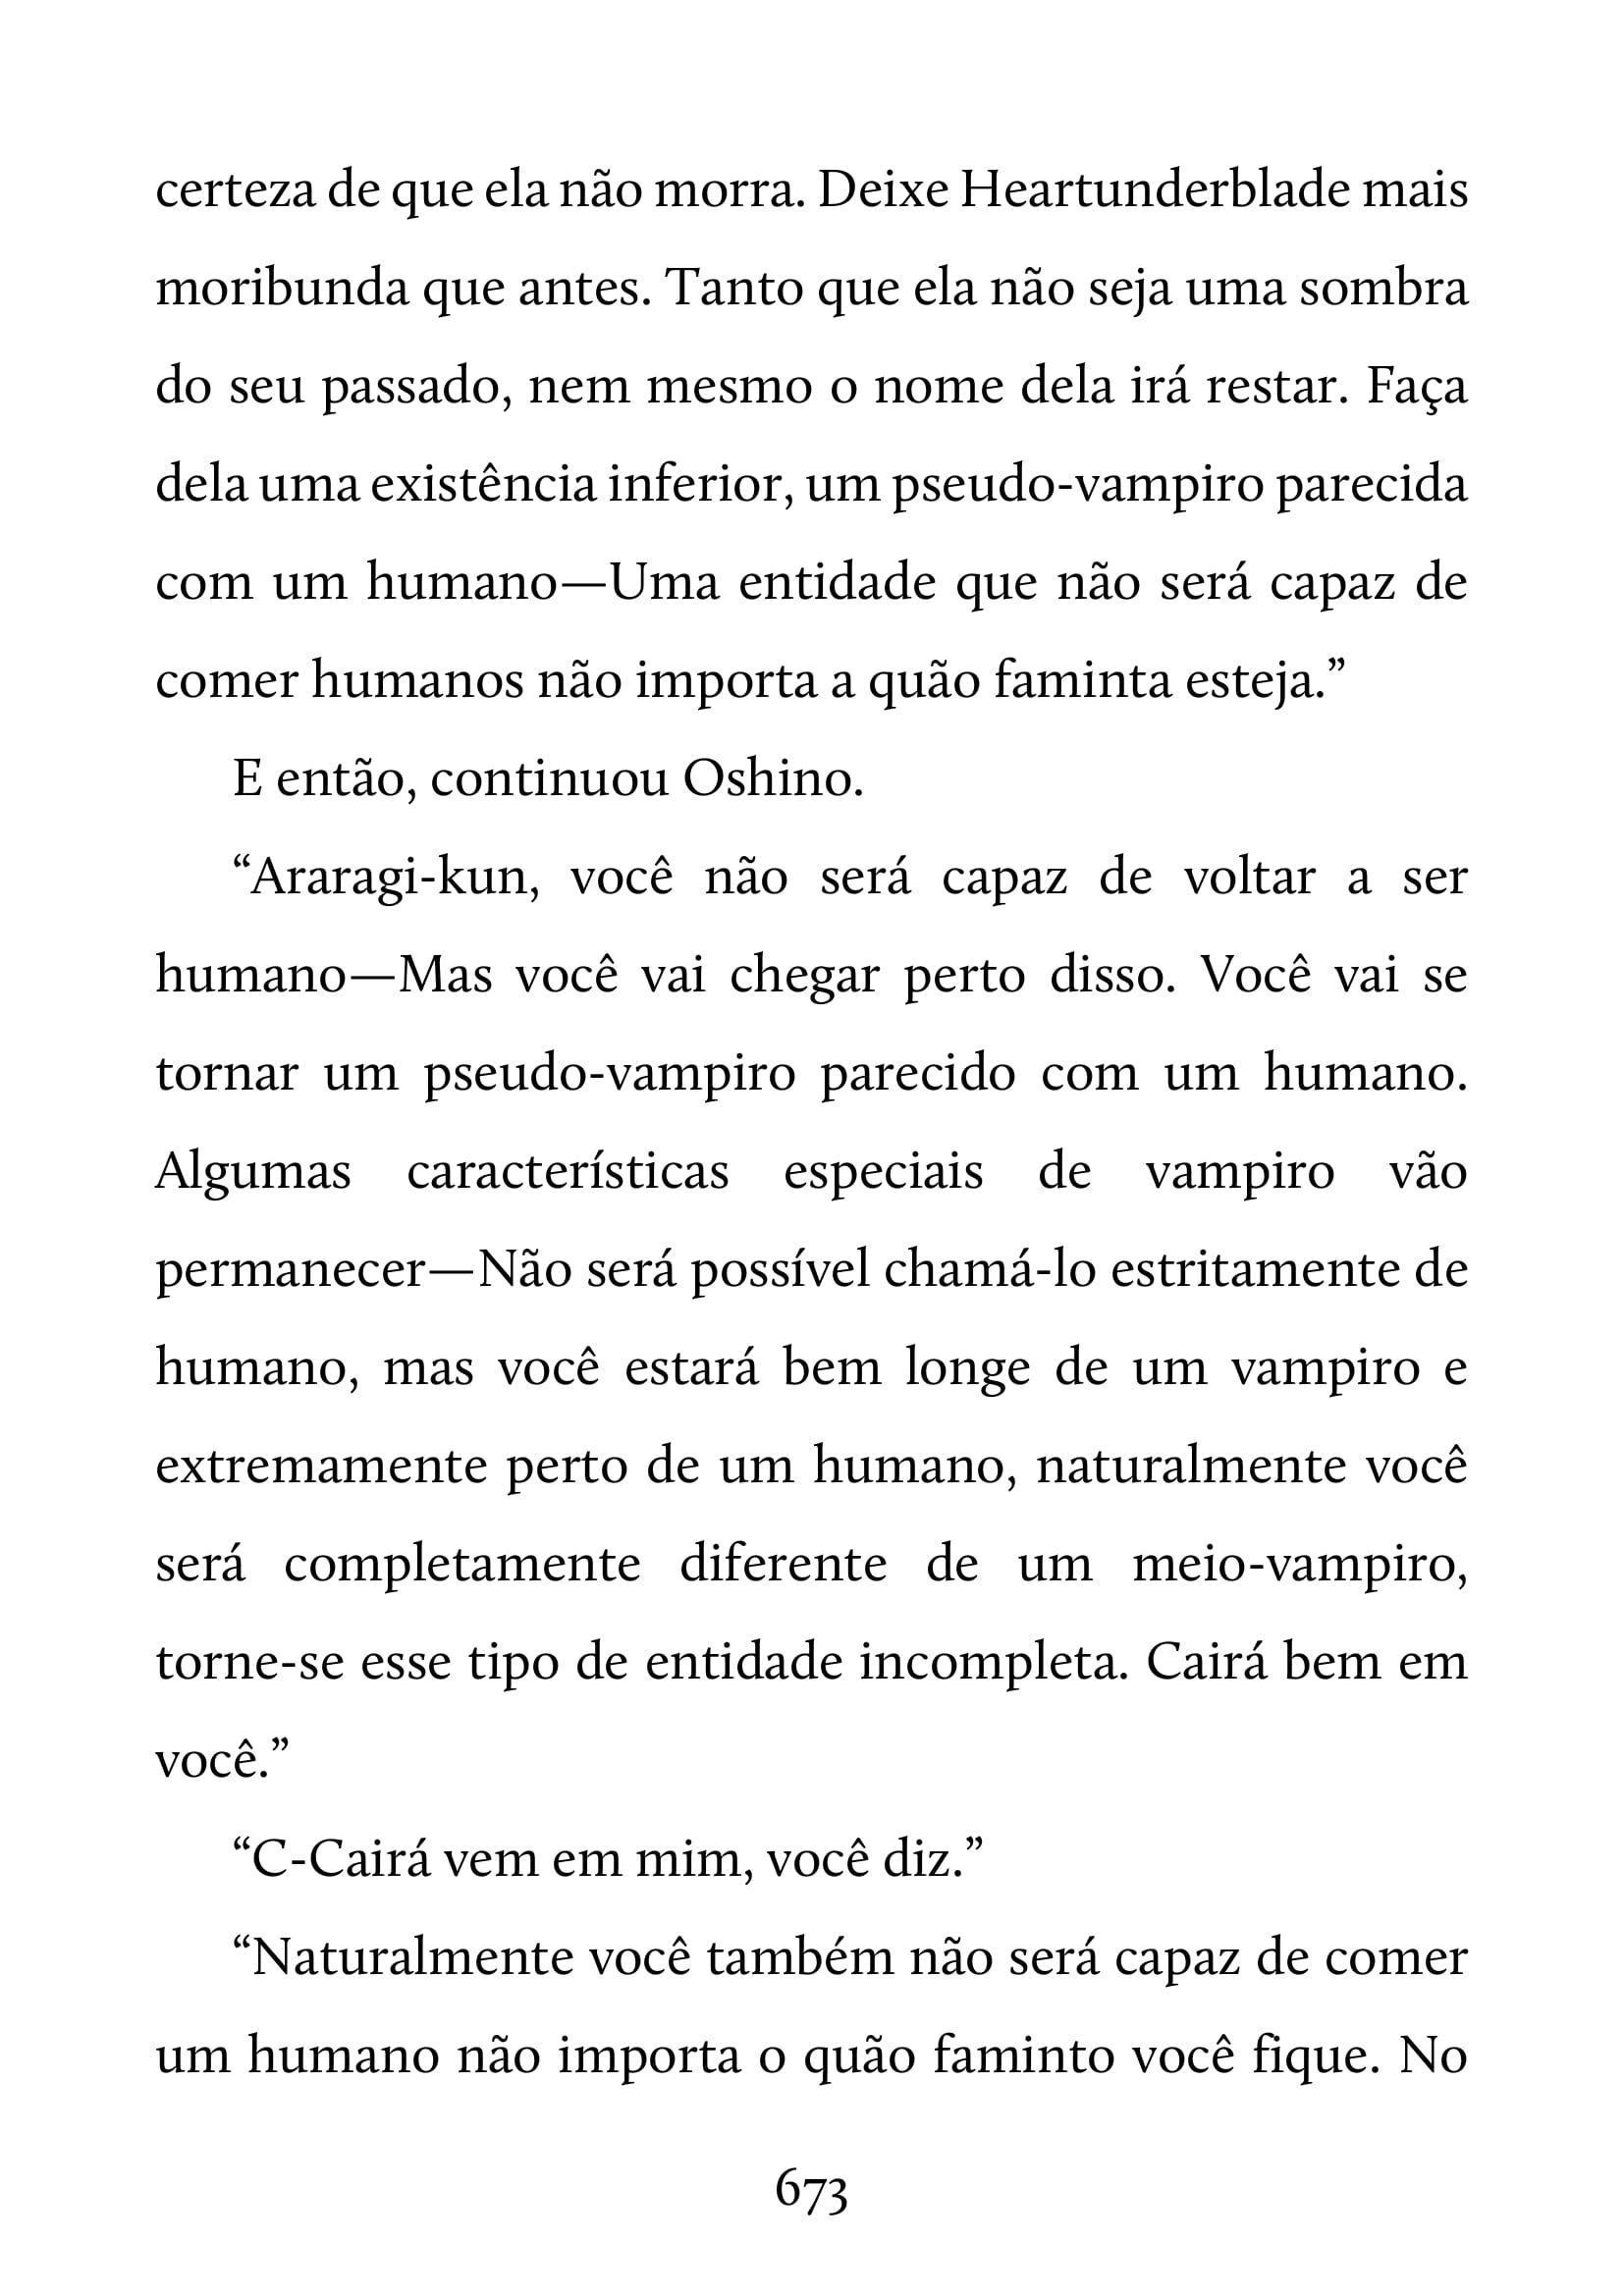 certeza de que ela não morra. Deixe Heartunderblade mais
moribunda que antes. Tanto que ela não seja uma sombra
do seu passado, nem mesmo o nome dela irá restar. Faça
dela uma existência inferior, um pseudo-vampiro parecida
com um humano—Uma entidade que não será capaz de
comer humanos não importa a quão faminta esteja.”
E então, continuou Oshino.
“Araragi-kun, você não será capaz de voltar a ser
humano—Mas você vai chegar perto disso. Você vai se
tornar um pseudo-vampiro parecido com um humano.
Algumas características especiais de vampiro vão
permanecer—Não será possível chamá-lo estritamente de
humano, mas você estará bem longe de um vampiro e
extremamente perto de um humano, naturalmente você
será completamente diferente de um meio-vampiro,
torne-se esse tipo de entidade incompleta. Cairá bem em
você.”
“C-Cairá vem em mim, você diz.”
“Naturalmente você também não será capaz de comer
um humano não importa o quão faminto você fique. No
673